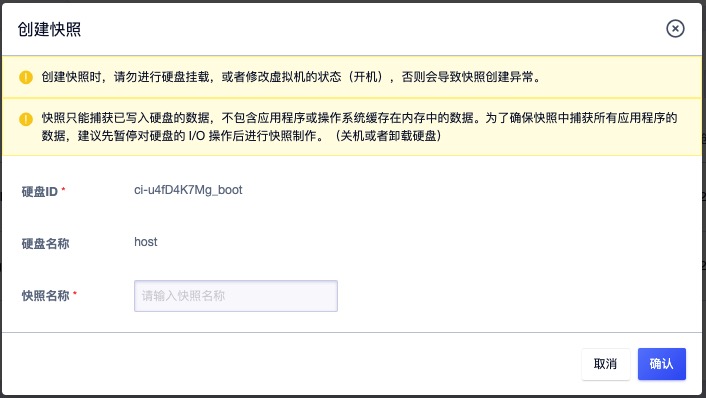 创建快照
创建快照时，请勿进行硬盘挂载，或者修改虚拟机的状态（开机），否则会导致快照创建异常。
快照只能捕获已写入硬盘的数据，不包含应用程序或操作系统缓存在内存中的数据。为了确保快照中捕获所有应用程序的
数据，建议先暂停对硬盘的 I/O 操作后进行快照制作。（关机或者卸载硬盘）
硬盘ID * ci-u4fD4K7Mg_boot
硬盘名称 host
快照名称 * 请输入快照名称
取消 确认